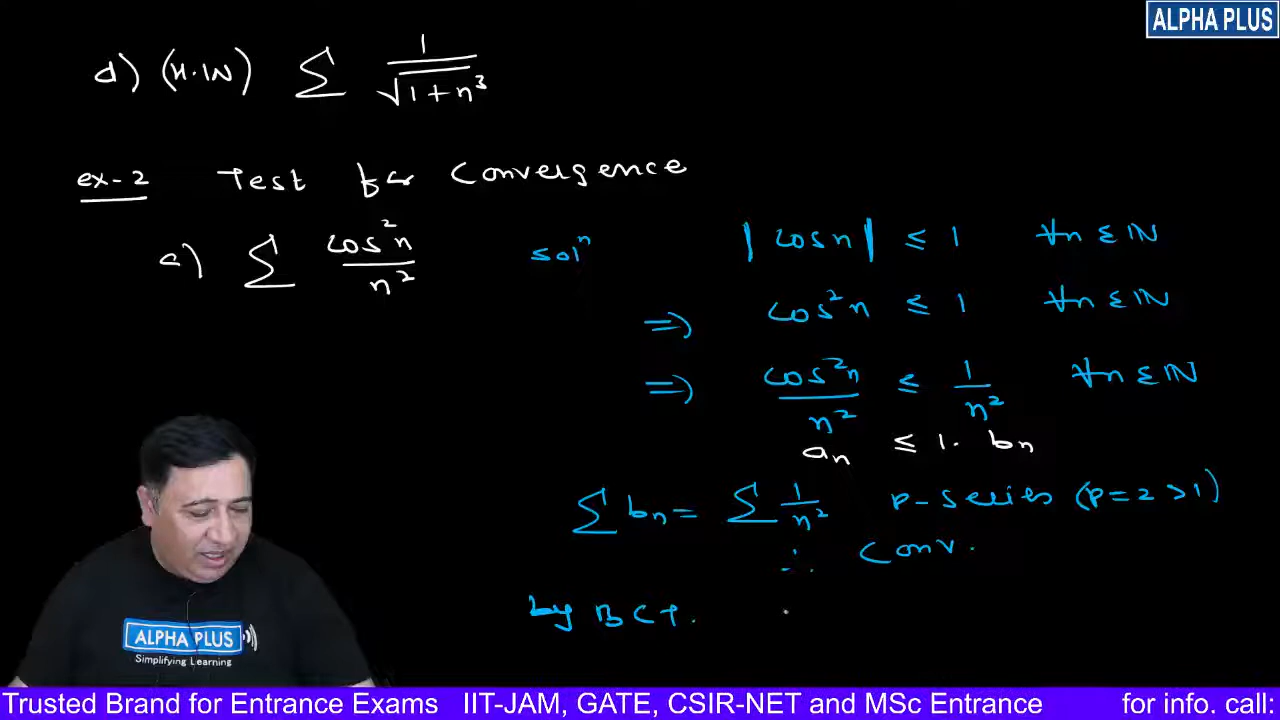 ALPHA PLUS
d) (H.W) ∑ 1/√(1+n³)
ex-2 Test for Convergence
a) ∑ cos²n/n²
solⁿ |cosn| ≤ 1 ∀n∈ℕ
⇒ cos²n ≤ 1 ∀n∈ℕ
⇒ cos²n/n² ≤ 1/n² ∀n∈ℕ
aₙ ≤ 1. bₙ
∑ bₙ = ∑ 1/n² P-series (P=2>1)
∴ Conv.
by BCT.
ALPHA PLUS
Simplifying Learning
Trusted Brand for Entrance Exams IIT-JAM, GATE, CSIR-NET and MSc Entrance for info. call: